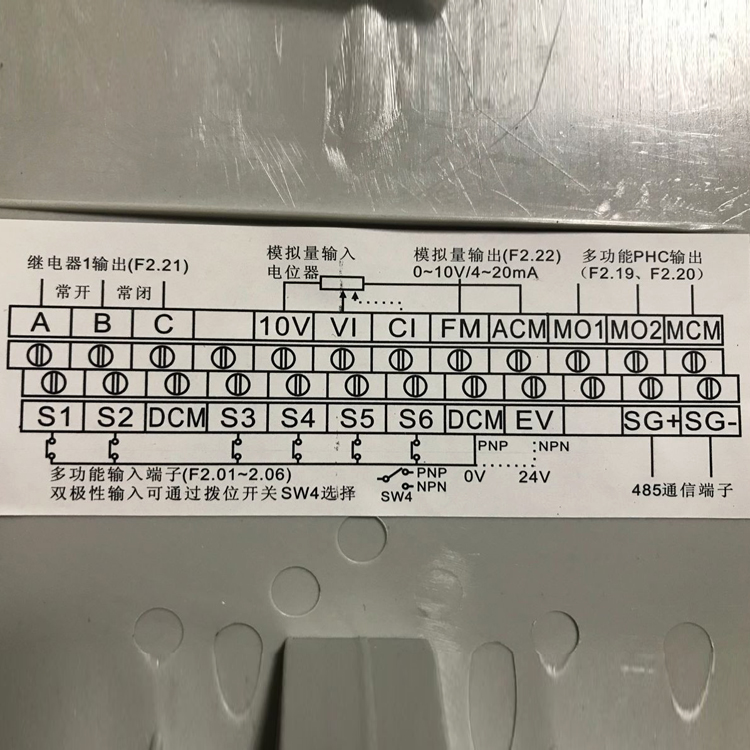 继电器1输出(F2.21)
常开 常闭
模拟量输入
电位器
模拟量输出(F2.22)
0~10V/4~20mA
多功能PHC输出
(F2.19、F2.20)
A B C 10V VI CI FM ACM MO1 MO2 MCM
S1 S2 DCM S3 S4 S5 S6 DCM EV SG+ SG-
多功能输入端子(F2.01~2.06)
双极性输入可通过拨位开关SW4选择
PNP
NPN
SW4
PNP NPN
0V 24V
485通信端子